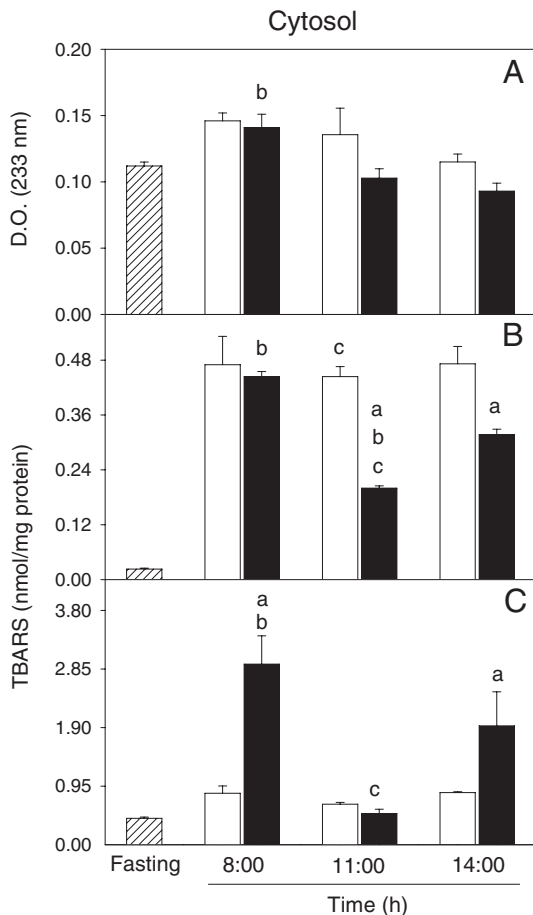 Cytosol
A
D.O. (233 nm)
0.20
0.15
0.10
0.05
0.00
b
B
TBARS (nmol/mg protein)
0.48
0.36
0.24
0.12
0.00
b
c
a
b
c
a
C
3.80
2.85
1.90
0.95
0.00
a
b
c
a
Fasting 8:00 11:00 14:00
Time (h)